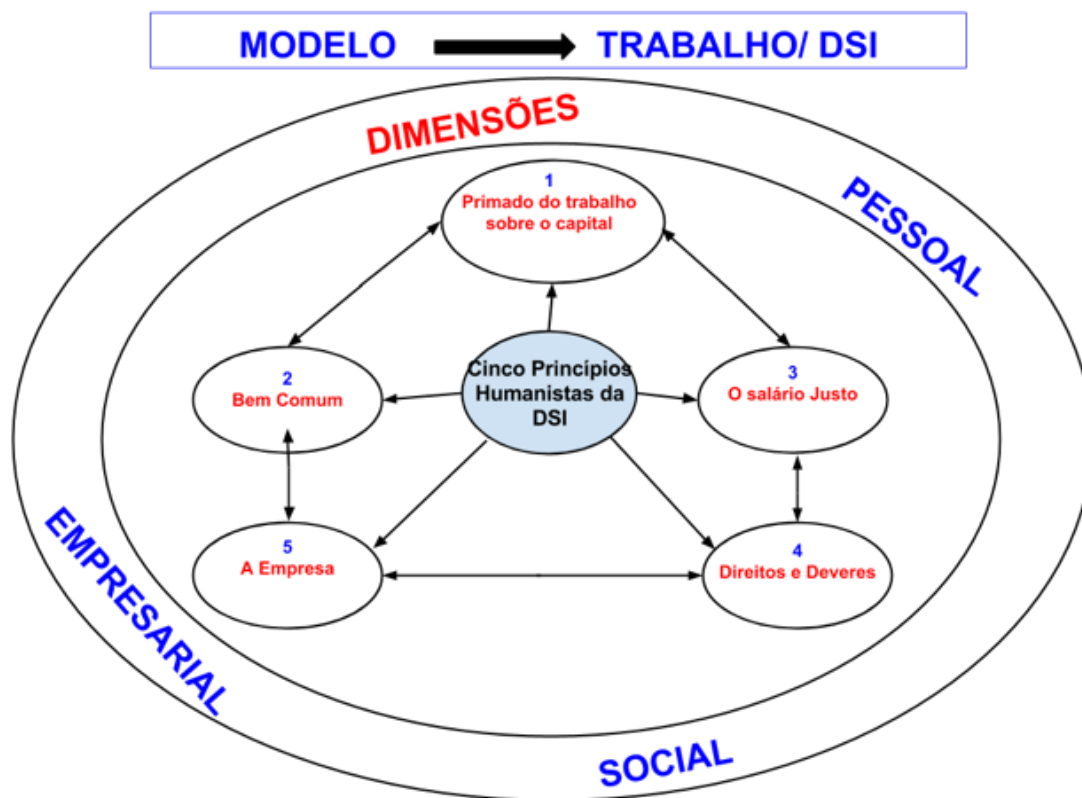 MODELO TRABALHO/ DSI
DIMENSÕES
PESSOAL
1
Primado do trabalho
sobre o capital
Cinco Princípios
Humanistas da
DSI
2
Bem Comum
3
O salário Justo
5
A Empresa
4
Direitos e Deveres
EMPRESARIAL
SOCIAL